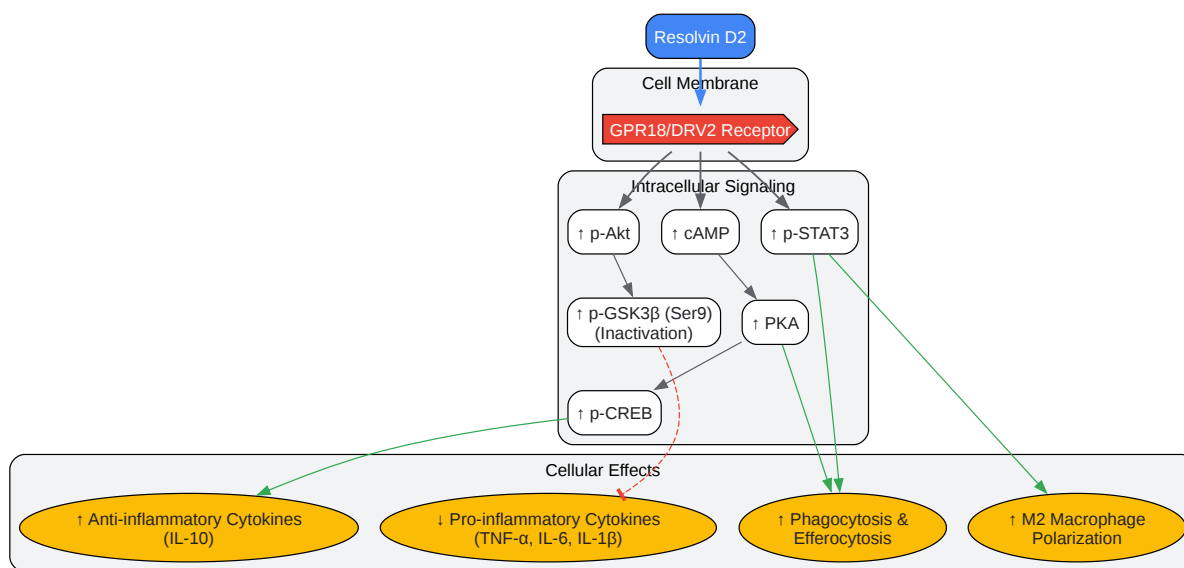 Resolvin D2
Cell Membrane
GPR18/DRV2 Receptor
Intracellular Signaling
↑ p-Akt
↑ cAMP
↑ p-STAT3
↑ p-GSK3β (Ser9)
(Inactivation)
↑ PKA
↑ p-CREB
Cellular Effects
↑ Anti-inflammatory Cytokines
(IL-10)
↓ Pro-inflammatory Cytokines
(TNF-α, IL-6, IL-1β)
↑ Phagocytosis &
Efferocytosis
↑ M2 Macrophage
Polarization